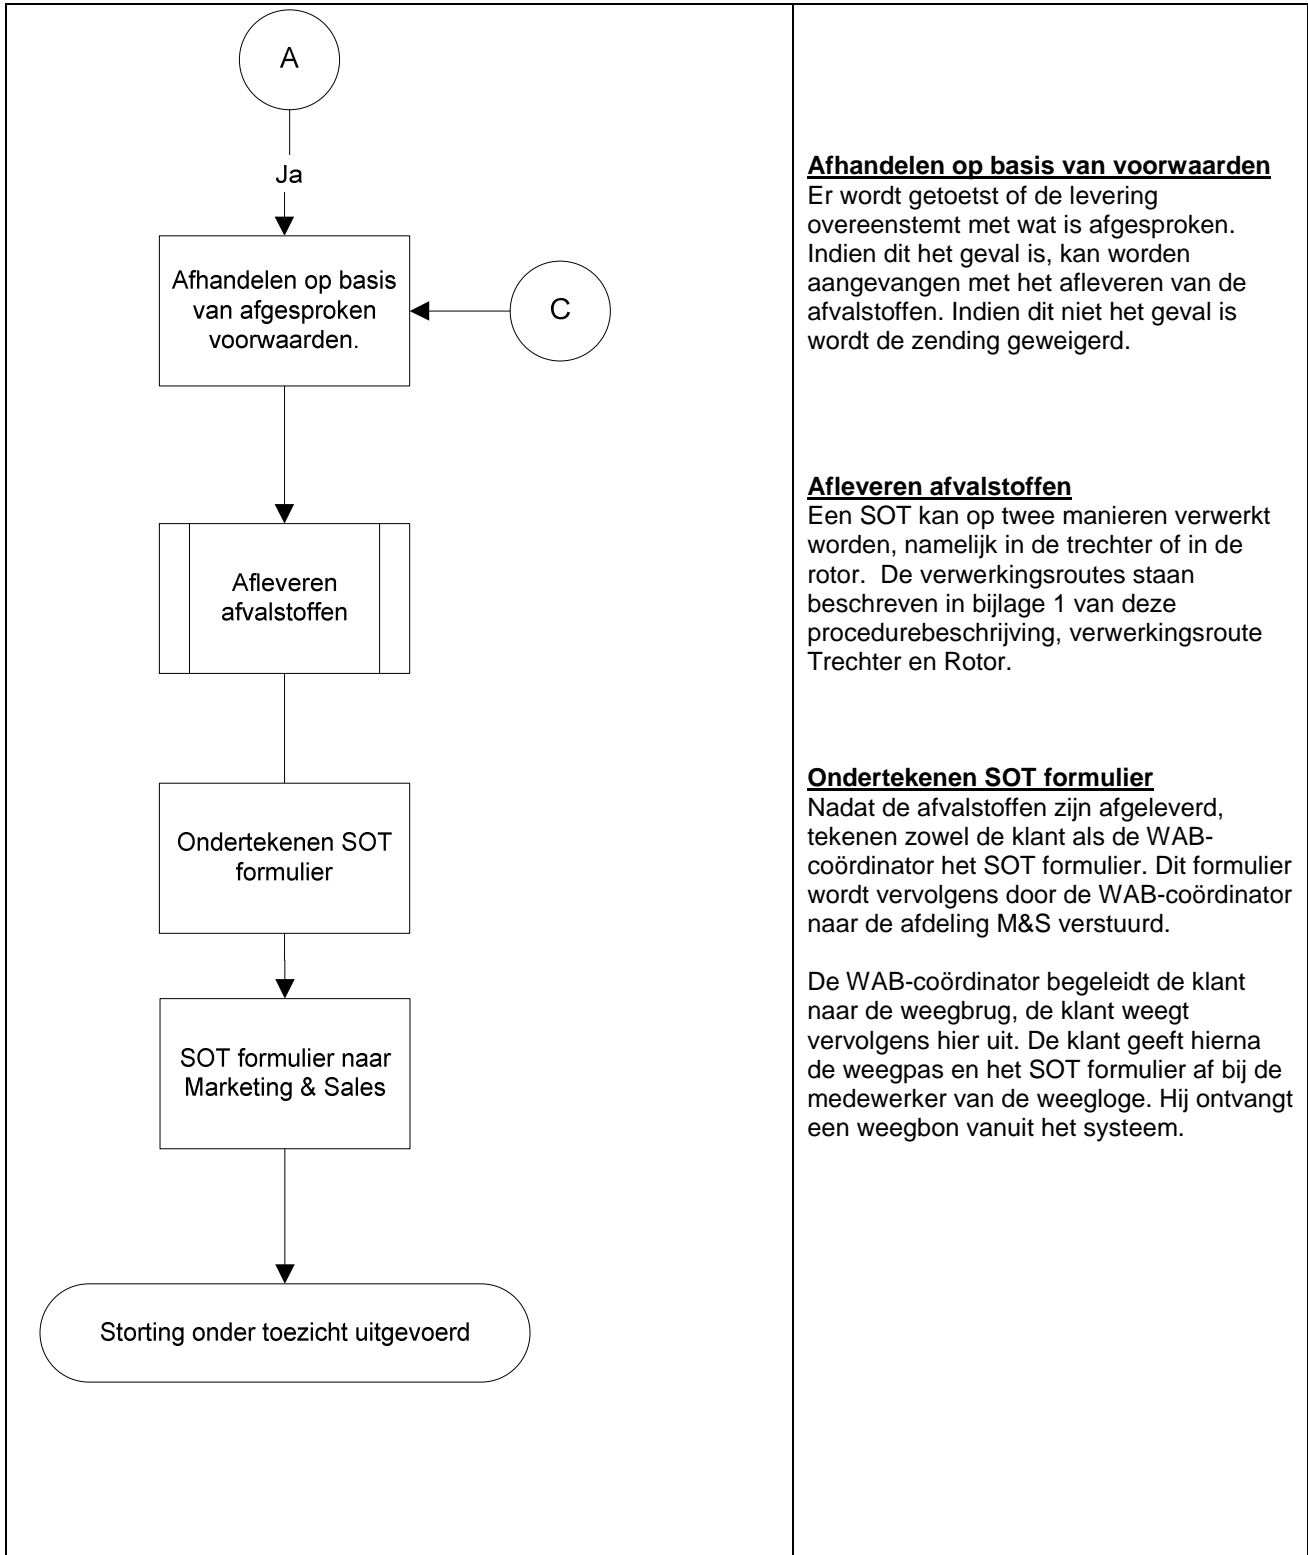 A
Ja
Afhandelen op basis
van afgesproken
voorwaarden.
C
Afleveren
afvalstoffen
Ondertekenen SOT
formulier
SOT formulier naar
Marketing & Sales
Storting onder toezicht uitgevoerd
Afhandelen op basis van voorwaarden
Er wordt getoetst of de levering
overeenstemt met wat is afgesproken.
Indien dit het geval is, kan worden
aangevangen met het afleveren van de
afvalstoffen. Indien dit niet het geval is
wordt de zending geweigerd.
Afleveren afvalstoffen
Een SOT kan op twee manieren verwerkt
worden, namelijk in de trechter of in de
rotor. De verwerkingsroutes staan
beschreven in bijlage 1 van deze
procedurebeschrijving, verwerkingsroute
Trechter en Rotor.
Ondertekenen SOT formulier
Nadat de afvalstoffen zijn afgeleverd,
tekenen zowel de klant als de WAB-
coördinator het SOT formulier. Dit formulier
wordt vervolgens door de WAB-coördinator
naar de afdeling M&S verstuurd.
De WAB-coördinator begeleidt de klant
naar de weegbrug, de klant weegt
vervolgens hier uit. De klant geeft hierna
de weegpas en het SOT formulier af bij de
medewerker van de weegloge. Hij ontvangt
een weegbon vanuit het systeem.